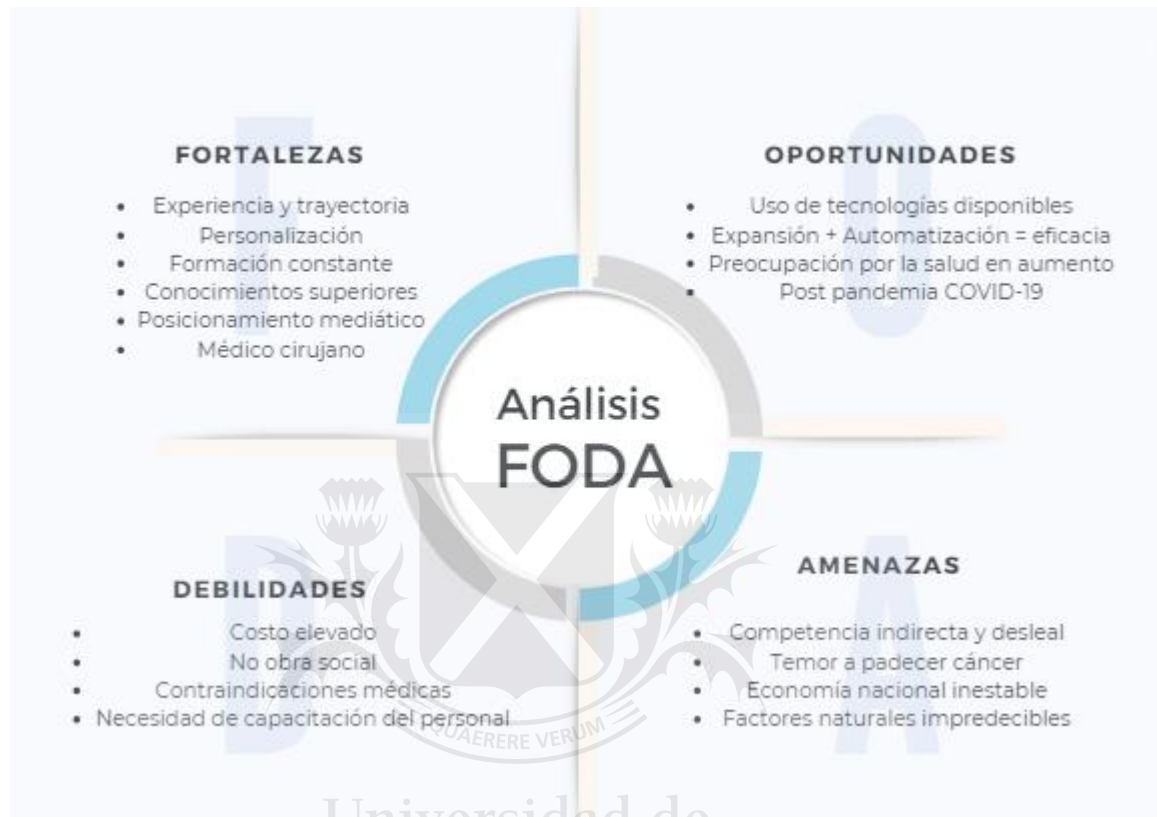 FORTALEZAS
• Experiencia y trayectoria
• Personalización
• Formación constante
• Conocimientos superiores
• Posicionamiento mediático
• Médico cirujano
OPORTUNIDADES
• Uso de tecnologías disponibles
• Expansión + Automatización = eficacia
• Preocupación por la salud en aumento
• Post pandemia COVID-19
Análisis
FODA
DEBILIDADES
• Costo elevado
• No obra social
• Contraindicaciones médicas
• Necesidad de capacitación del personal
AMENAZAS
• Competencia indirecta y desleal
• Temor a padecer cáncer
• Economía nacional inestable
• Factores naturales impredecibles
F
O
D
A
QUAERERE VERUM
Universidad de